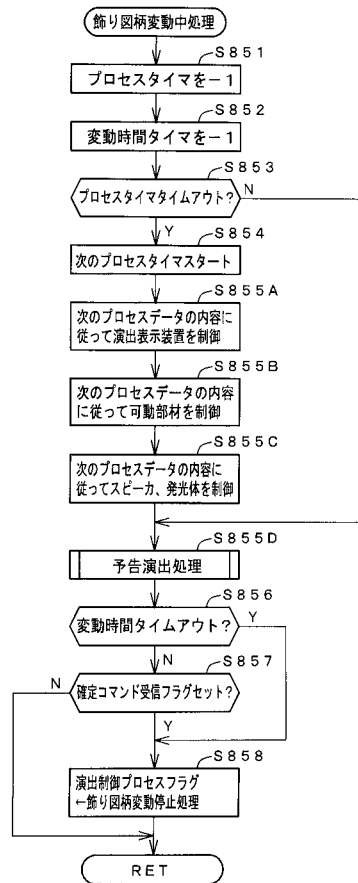 飾り図柄変動中処理
S851
プロセスタイマを－1
S852
変動時間タイマを－1
S853
プロセスタイマタイムアウト?
N
Y
S854
次のプロセスタイマスタート
S855A
次のプロセスデータの内容に
従って演出表示装置を制御
S855B
次のプロセスデータの内容
に従って可動部材を制御
S855C
次のプロセスデータの内容に
従ってスピーカ、発光体を制御
S855D
予告演出処理
S856
変動時間タイムアウト?
Y
N
S857
N
確定コマンド受信フラグセット?
Y
S858
演出制御プロセスフラグ
←飾り図柄変動停止処理
RET